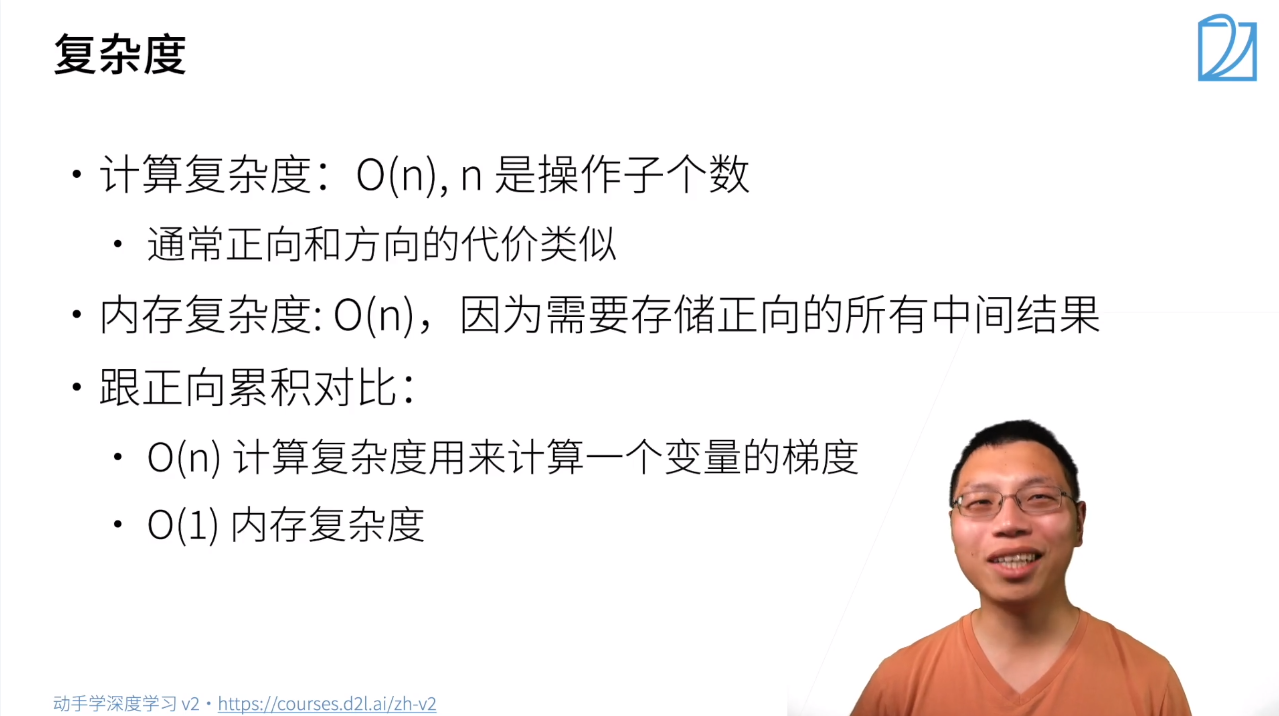 复杂度
• 计算复杂度：O(n), n 是操作子个数
• 通常正向和方向的代价类似
• 内存复杂度: O(n)，因为需要存储正向的所有中间结果
• 跟正向累积对比：
• O(n) 计算复杂度用来计算一个变量的梯度
• O(1) 内存复杂度
动手学深度学习 v2 • https://courses.d2l.ai/zh-v2